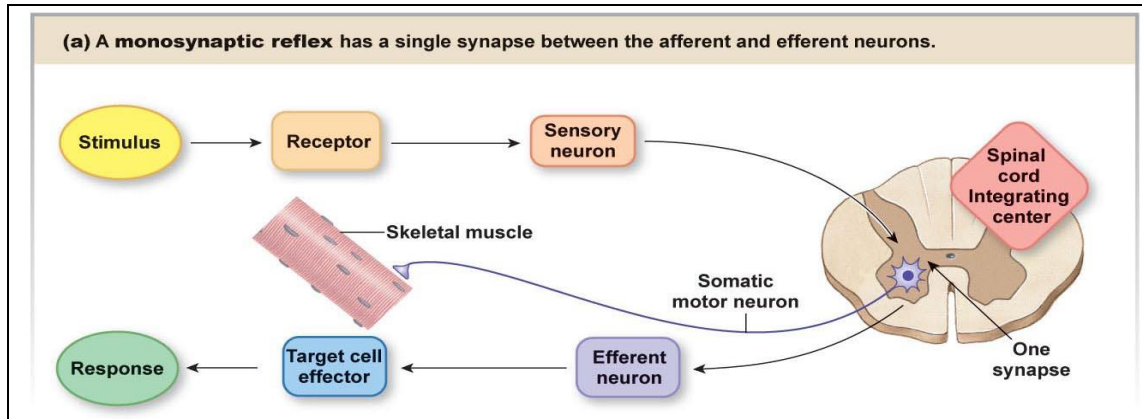 (a) A monosynaptic reflex has a single synapse between the afferent and efferent neurons.
Stimulus
Receptor
Sensory
neuron
Spinal
cord
Integrating
center
Skeletal muscle
Somatic
motor neuron
One
synapse
Response
Target cell
effector
Efferent
neuron